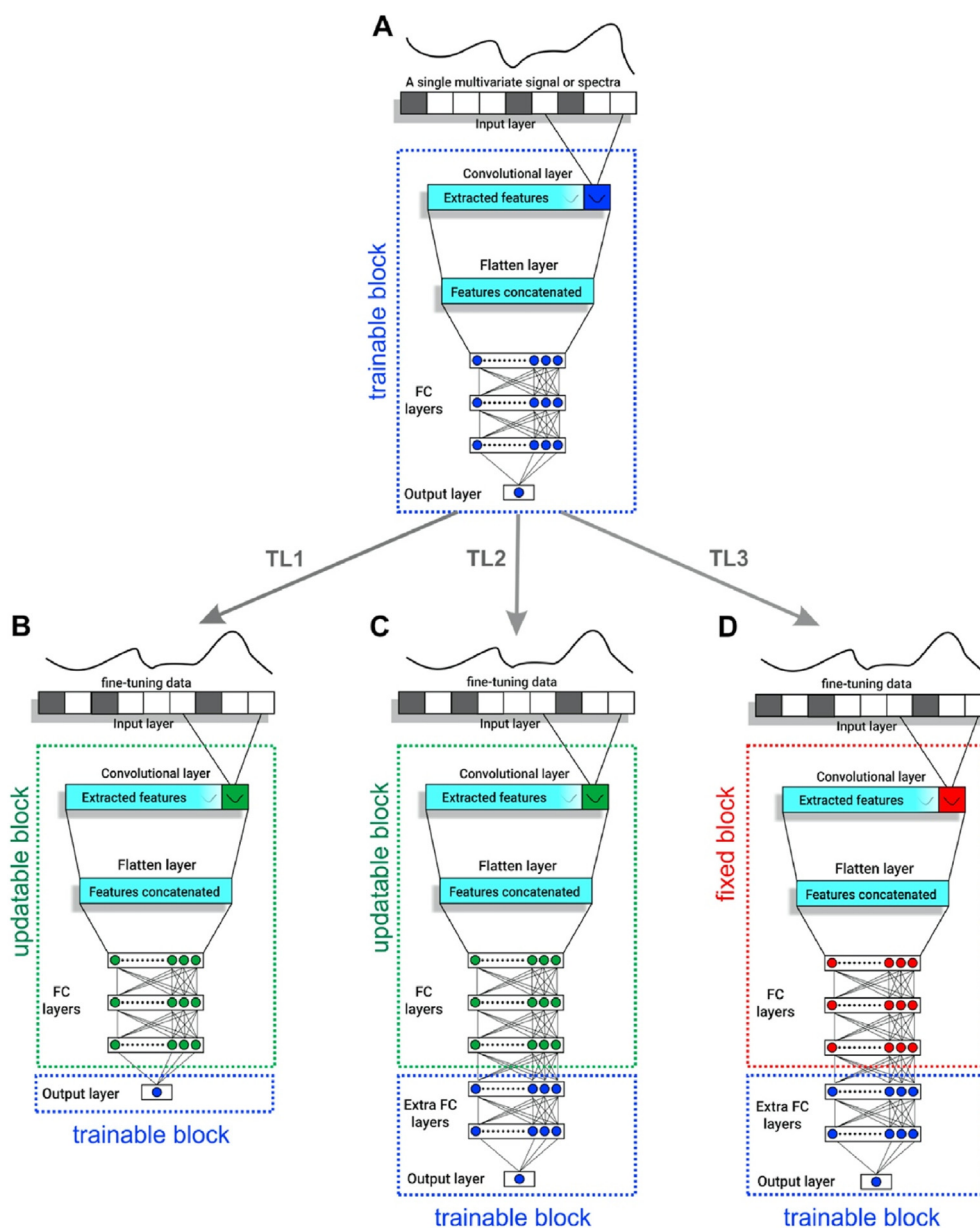 A
A single multivariate signal or spectra
Input layer
trainable block
Convolutional layer
Extracted features
Flatten layer
Features concatenated
FC
layers
Output layer
TL1
TL2
TL3
B
fine-tuning data
Input layer
updatable block
Convolutional layer
Extracted features
Flatten layer
Features concatenated
FC
layers
Output layer
trainable block
C
fine-tuning data
Input layer
updatable block
Convolutional layer
Extracted features
Flatten layer
Features concatenated
FC
layers
Extra FC
layers
Output layer
trainable block
D
fine-tuning data
Input layer
fixed block
Convolutional layer
Extracted features
Flatten layer
Features concatenated
FC
layers
Extra FC
layers
Output layer
trainable block